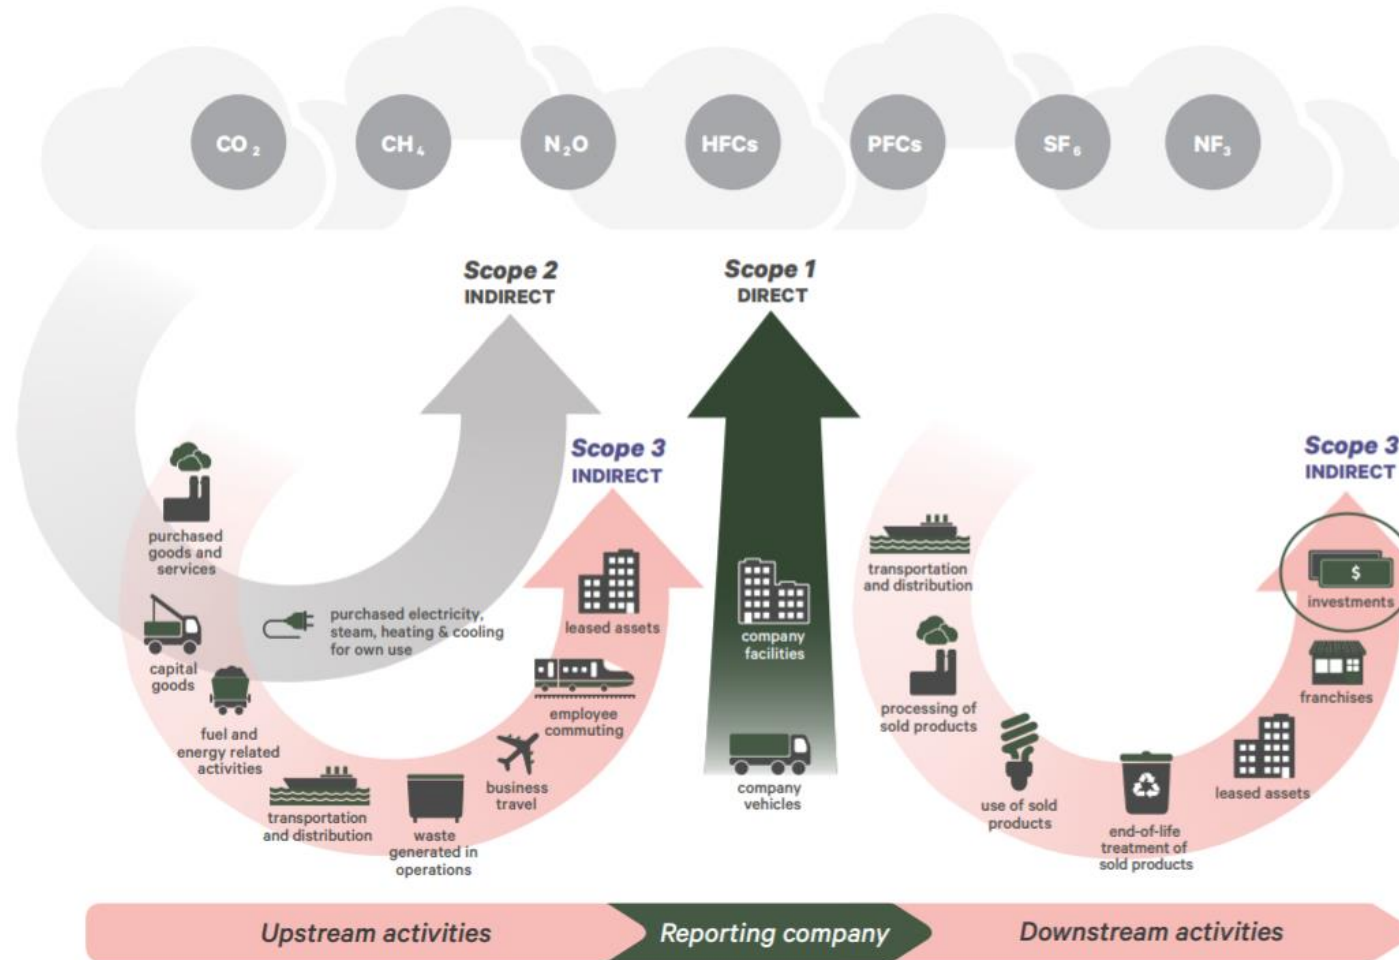 CO₂
CH₄
N₂O
HFCs
PFCs
SF₆
NF₃
Scope 2
INDIRECT
Scope 1
DIRECT
Scope 3
INDIRECT
Scope 3
INDIRECT
purchased
goods and
services
capital
goods
fuel and
energy related
activities
purchased electricity,
steam, heating & cooling
for own use
transportation
and distribution
waste
generated in
operations
business
travel
employee
commuting
leased assets
company
facilities
company
vehicles
transportation
and distribution
processing of
sold products
use of sold
products
end-of-life
treatment of
sold products
leased assets
franchises
$
investments
Upstream activities
Reporting company
Downstream activities